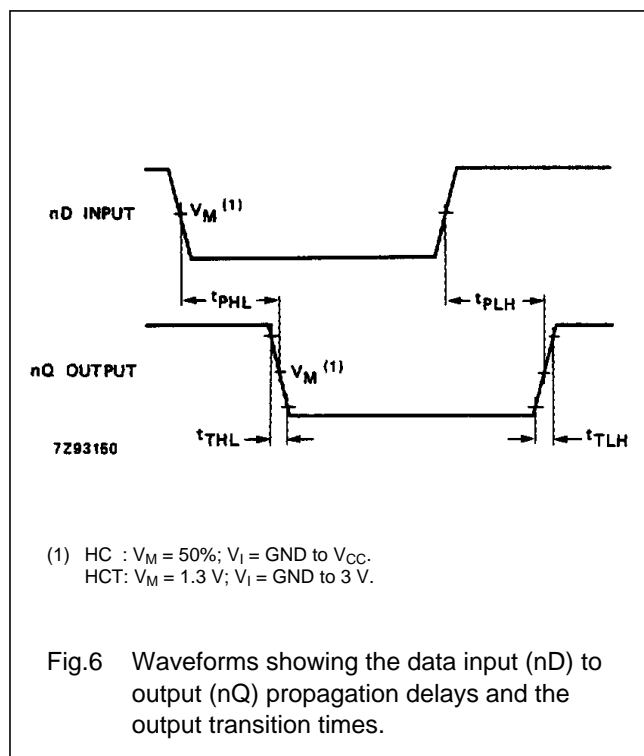 nD INPUT
V_M (1)
t_PHL
t_PLH
nQ OUTPUT
V_M (1)
t_THL
t_TLH
7Z93150
(1) HC : V_M = 50%; V_I = GND to V_CC.
HCT: V_M = 1.3 V; V_I = GND to 3 V.
Fig.6 Waveforms showing the data input (nD) to
output (nQ) propagation delays and the
output transition times.